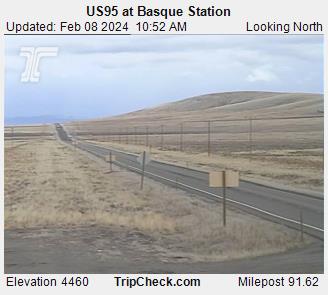 US95 at Basque Station
Updated: Feb 08 2024 10:52 AM Looking North
Elevation 4460 TripCheck.com Milepost 91.62